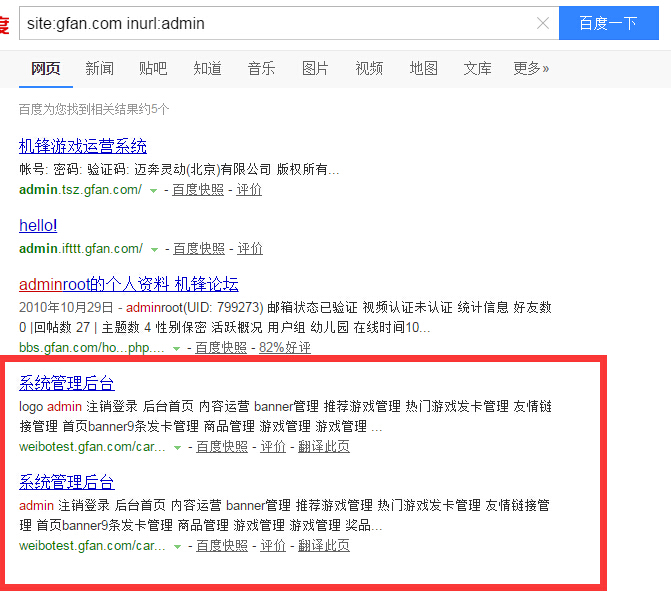 度 site:gfan.com inurl:admin 百度一下
网页 新闻 贴吧 知道 音乐 图片 视频 地图 文库 更多»
百度为您找到相关结果约5个
机锋游戏运营系统
帐号: 密码: 验证码: 迈奔灵动(北京)有限公司 版权所有...
admin.tsz.gfan.com/ - 百度快照 - 评价
hello!
admin.ifttt.gfan.com/ - 百度快照 - 评价
adminroot的个人资料 机锋论坛
2010年10月29日 - adminroot(UID: 799273) 邮箱状态已验证 视频认证未认证 统计信息 好友数
0 |回帖数 27 | 主题数 4 性别保密 活跃概况 用户组 幼儿园 在线时间10...
bbs.gfan.com/ho...php.... - 百度快照 - 82%好评
系统管理后台
logo admin 注销登录 后台首页 内容运营 banner管理 推荐游戏管理 热门游戏发卡管理 友情链
接管理 首页banner9条发卡管理 商品管理 游戏管理 游戏管理 ...
weibotest.gfan.com/car... - 百度快照 - 评价 - 翻译此页
系统管理后台
admin 注销登录 后台首页 内容运营 banner管理 推荐游戏管理 热门游戏发卡管理 友情链接管
理 首页banner9条发卡管理 商品管理 游戏管理 游戏管理 奖品...
weibotest.gfan.com/car... - 百度快照 - 评价 - 翻译此页